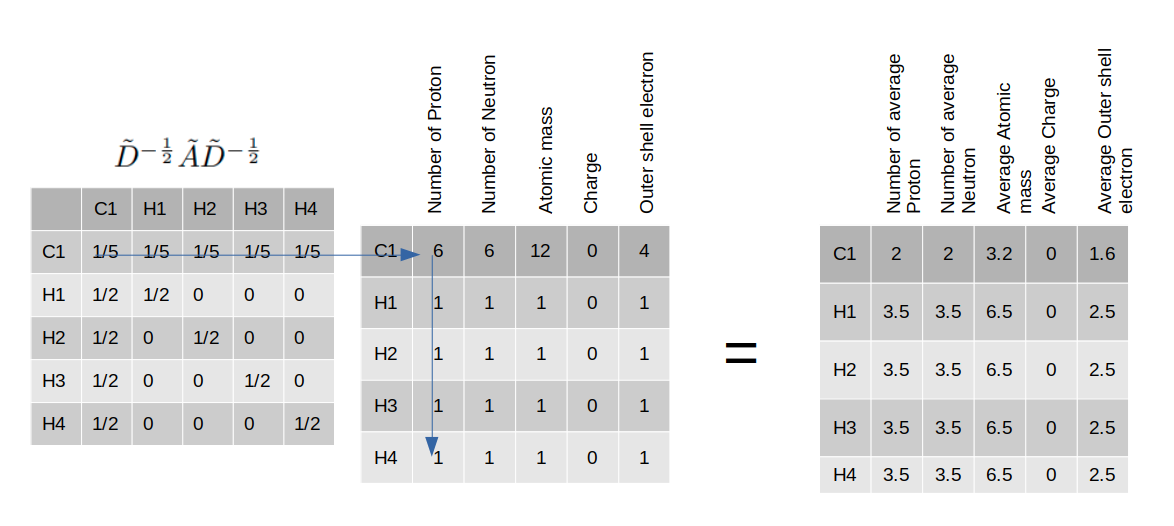 D̃^{-1/2} Ã D̃^{-1/2}
C1 H1 H2 H3 H4
C1 1/5 1/5 1/5 1/5 1/5
H1 1/2 1/2 0 0 0
H2 1/2 0 1/2 0 0
H3 1/2 0 0 1/2 0
H4 1/2 0 0 0 1/2
Number of Proton
Number of Neutron
Atomic mass
Charge
Outer shell electron
C1 6 6 12 0 4
H1 1 1 1 0 1
H2 1 1 1 0 1
H3 1 1 1 0 1
H4 1 1 1 0 1
=
Number of average
Proton
Number of average
Neutron
Average Atomic
mass
Average Charge
Average Outer shell
electron
C1 2 2 3.2 0 1.6
H1 3.5 3.5 6.5 0 2.5
H2 3.5 3.5 6.5 0 2.5
H3 3.5 3.5 6.5 0 2.5
H4 3.5 3.5 6.5 0 2.5